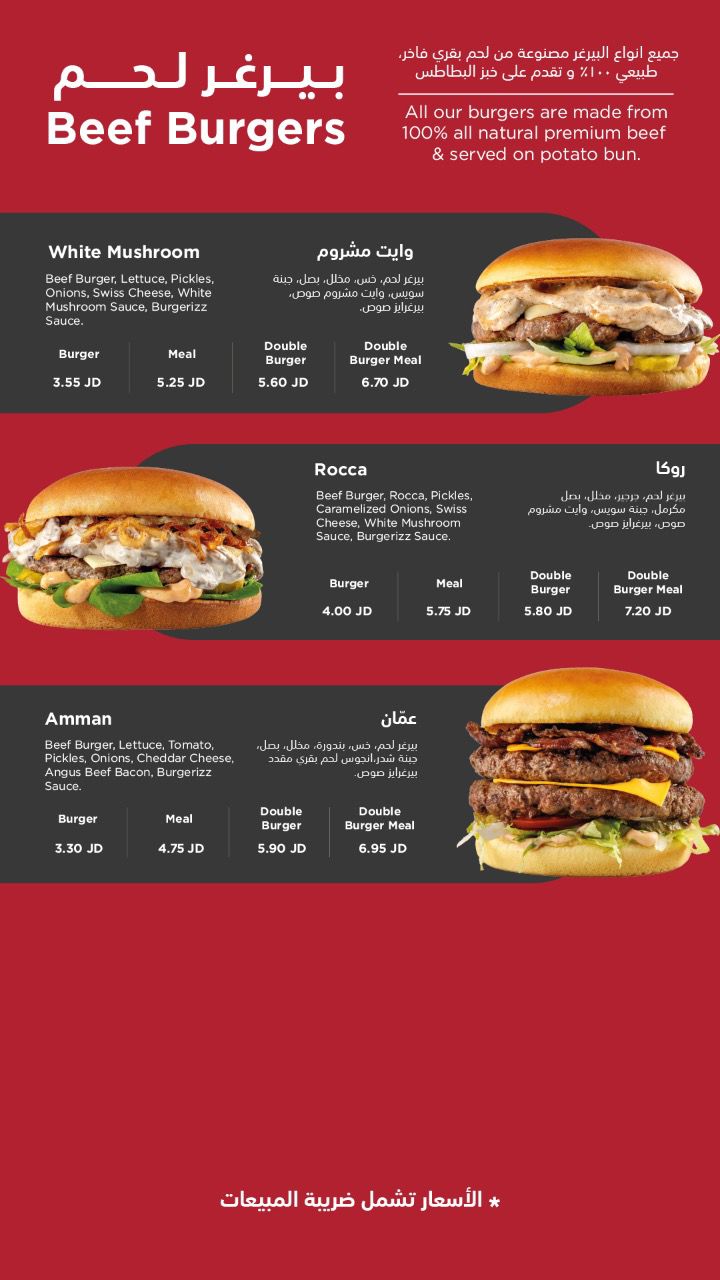 بيرغر لحم
Beef Burgers
جميع انواع البيرغر مصنوعة من لحم بقري فاخر،
طبيعي ١٠٠٪ و تقدم على خبز البطاطس
All our burgers are made from
100% all natural premium beef
& served on potato bun.
White Mushroom
وايت مشروم
Beef Burger, Lettuce, Pickles,
Onions, Swiss Cheese, White
Mushroom Sauce, Burgerizz
Sauce.
بيرغر لحم، خس، مخلل، بصل، جبنة
سويس، وايت مشروم صوص،
بيرغرايز صوص.
Burger Meal Double Burger Double Burger Meal
3.55 JD 5.25 JD 5.60 JD 6.70 JD
Rocca
روكا
Beef Burger, Rocca, Pickles,
Caramelized Onions, Swiss
Cheese, White Mushroom
Sauce, Burgerizz Sauce.
بيرغر لحم، جرجير، مخلل، بصل
مكرمل، جبنة سويس، وايت مشروم
صوص، بيرغرايز صوص.
Burger Meal Double Burger Double Burger Meal
4.00 JD 5.75 JD 5.80 JD 7.20 JD
Amman
عمّان
Beef Burger, Lettuce, Tomato,
Pickles, Onions, Cheddar Cheese,
Angus Beef Bacon, Burgerizz
Sauce.
بيرغر لحم، خس، بندورة، مخلل، بصل،
جبنة شدر،انجوس لحم بقري مقدد
بيرغرايز صوص.
Burger Meal Double Burger Double Burger Meal
3.30 JD 4.75 JD 5.90 JD 6.95 JD
* الأسعار تشمل ضريبة المبيعات